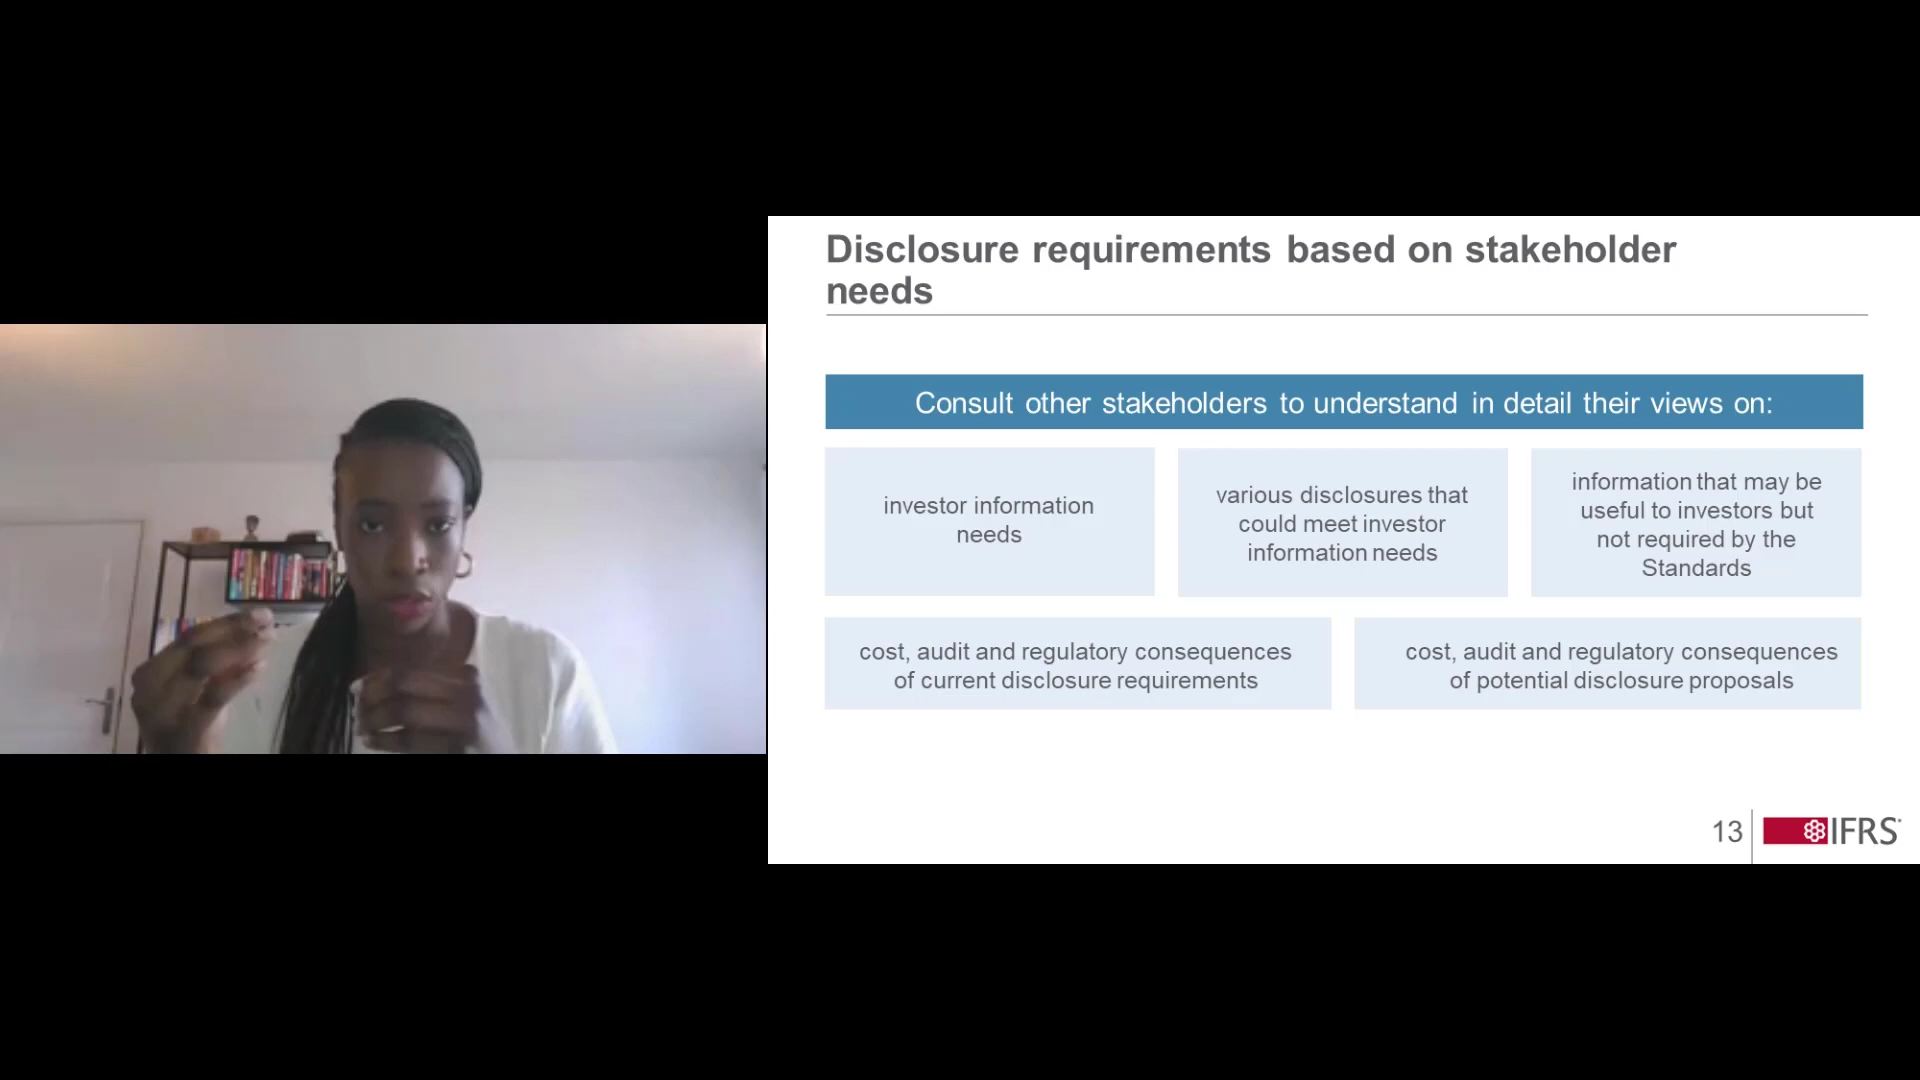 Disclosure requirements based on stakeholder
needs
Consult other stakeholders to understand in detail their views on:
investor information
needs
various disclosures that
could meet investor
information needs
information that may be
useful to investors but
not required by the
Standards
cost, audit and regulatory consequences
of current disclosure requirements
cost, audit and regulatory consequences
of potential disclosure proposals
13
IFRS